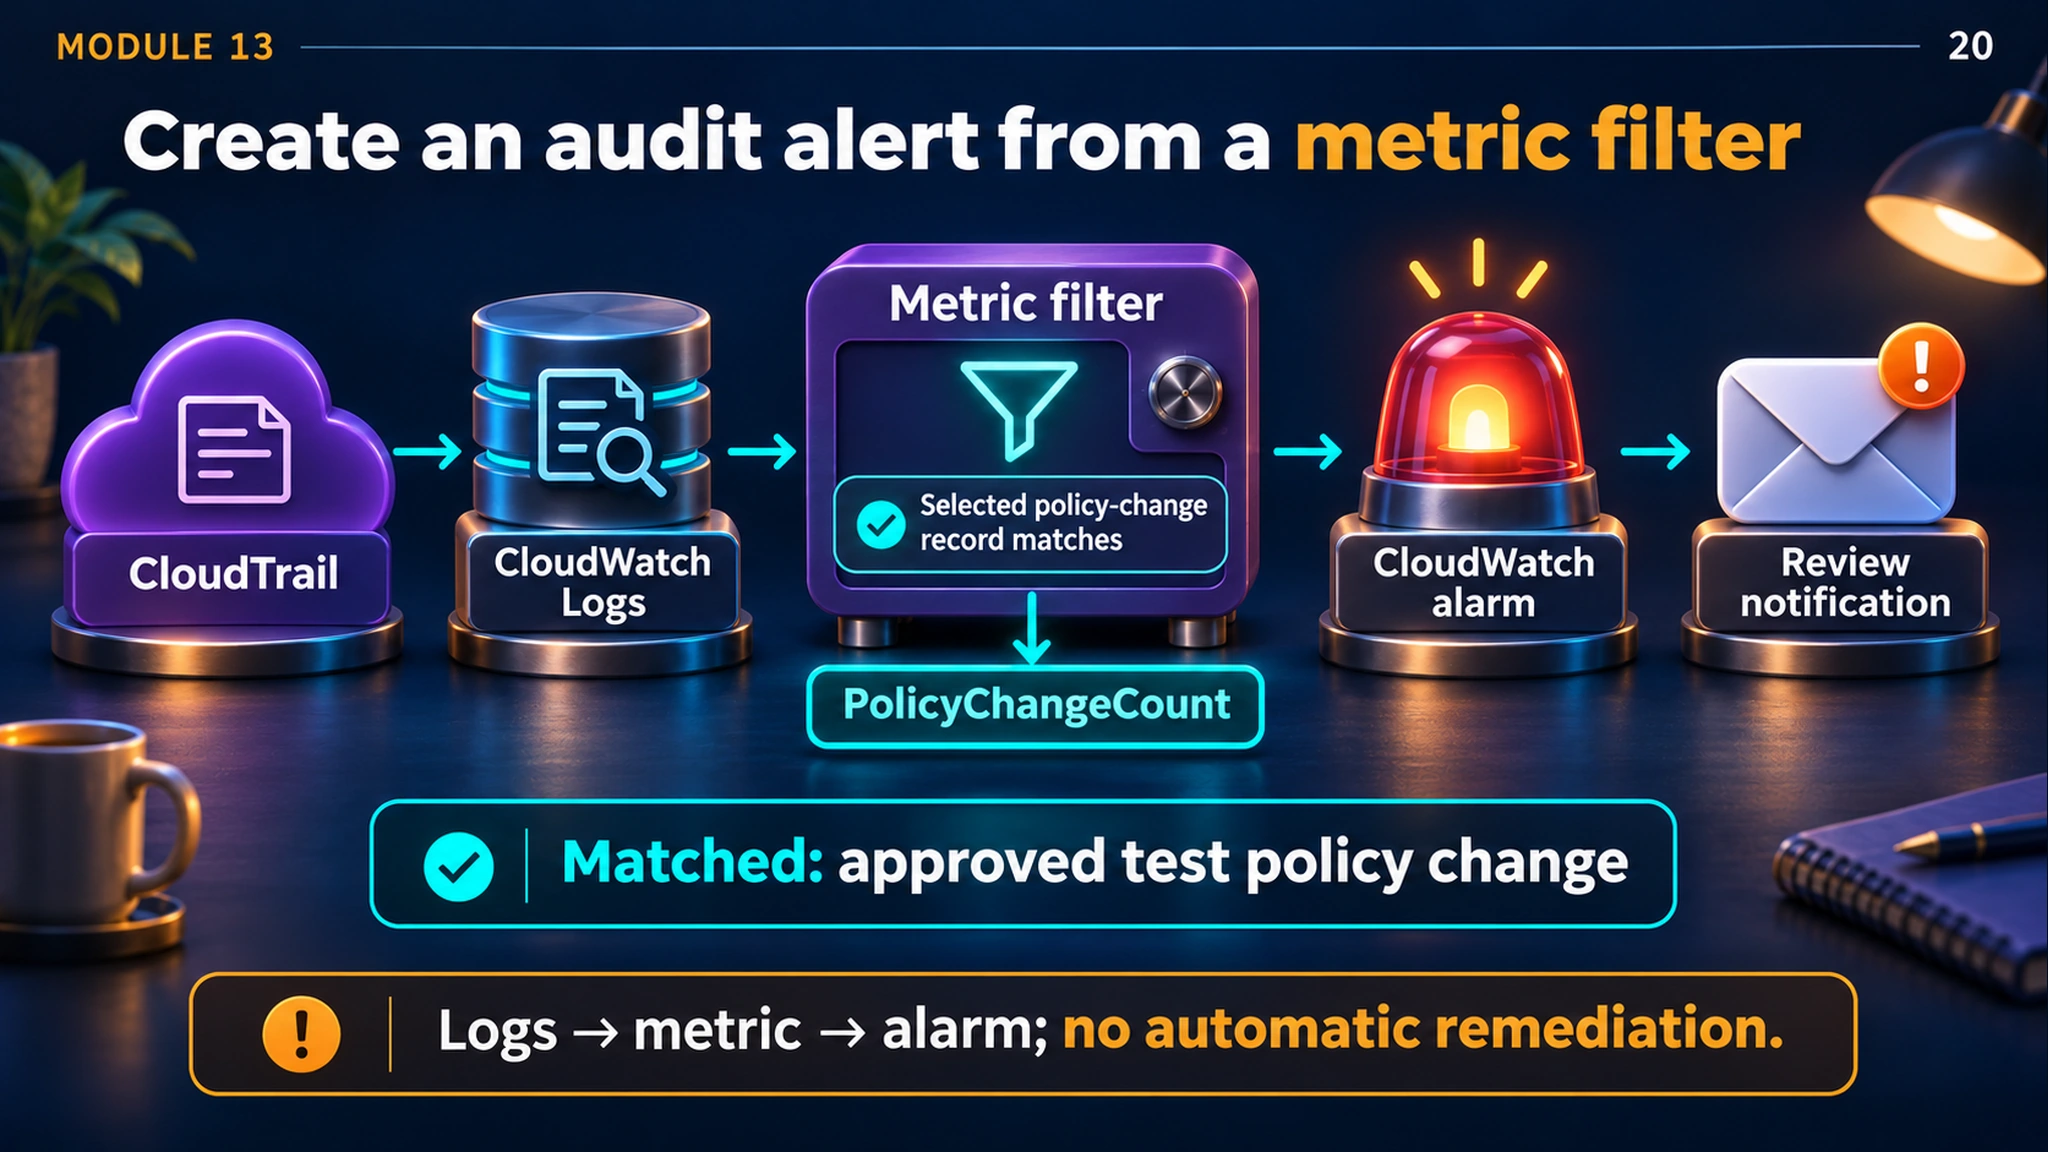 MODULE 13
20
Create an audit alert from a metric filter
CloudTrail
CloudWatch
Logs
Metric filter
Selected policy-change
record matches
PolicyChangeCount
CloudWatch
alarm
Review
notification
Matched: approved test policy change
Logs → metric → alarm; no automatic remediation.